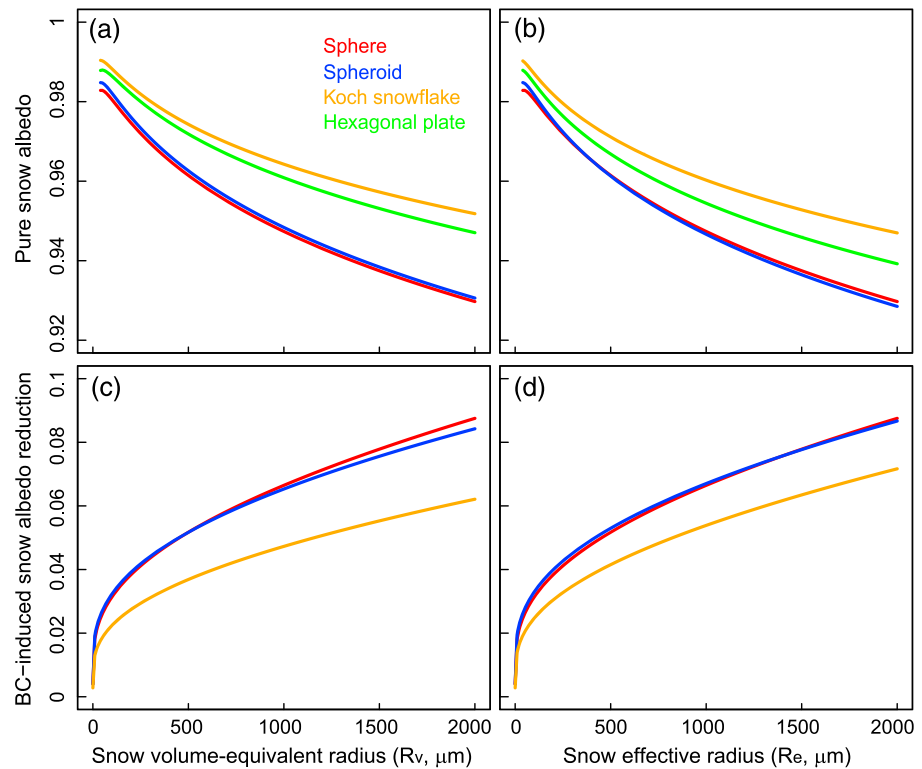 (a)
Sphere
Spheroid
Koch snowflake
Hexagonal plate
(b)
Pure snow albedo
1
0.98
0.96
0.94
0.92
(c)
(d)
BC−induced snow albedo reduction
0.1
0.08
0.06
0.04
0.02
0
0 500 1000 1500 2000
0 500 1000 1500 2000
Snow volume-equivalent radius (Rv, μm)
Snow effective radius (Re, μm)